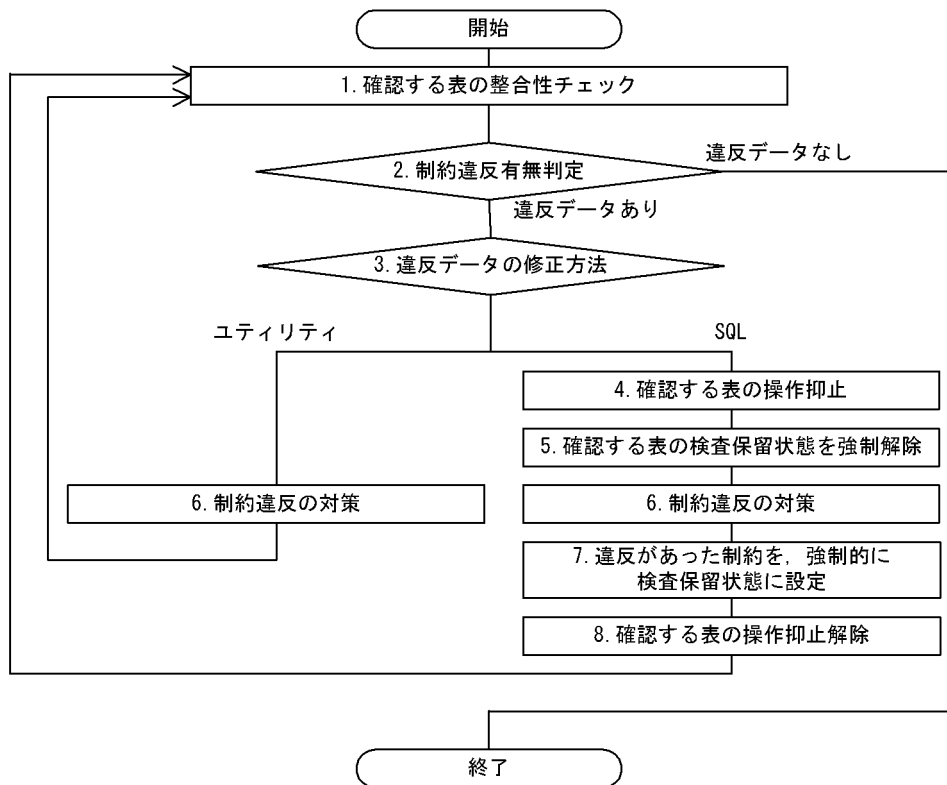 開始
1.確認する表の整合性チェック
違反データなし
2.制約違反有無判定
違反データあり
3.違反データの修正方法
ユティリティ
SQL
4.確認する表の操作抑止
5.確認する表の検査保留状態を強制解除
6.制約違反の対策
6.制約違反の対策
7.違反があった制約を,強制的に
検査保留状態に設定
8.確認する表の操作抑止解除
終了